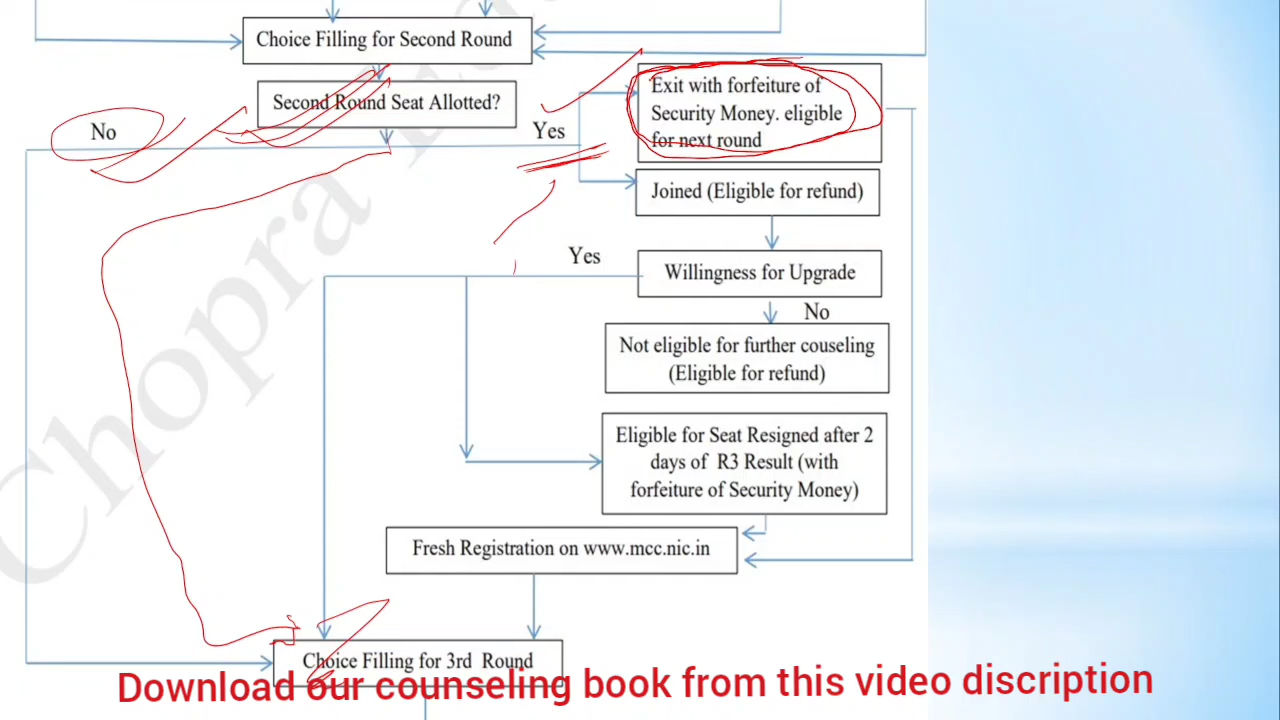 Choice Filling for Second Round
Second Round Seat Allotted?
No
Yes
Exit with forfeiture of
Security Money. eligible
for next round
Joined (Eligible for refund)
Yes
Willingness for Upgrade
No
Not eligible for further couseling
(Eligible for refund)
Eligible for Seat Resigned after 2
days of R3 Result (with
forfeiture of Security Money)
Fresh Registration on www.mcc.nic.in
Choice Filling for 3rd Round
Download our counseling book from this video discription
Chopra